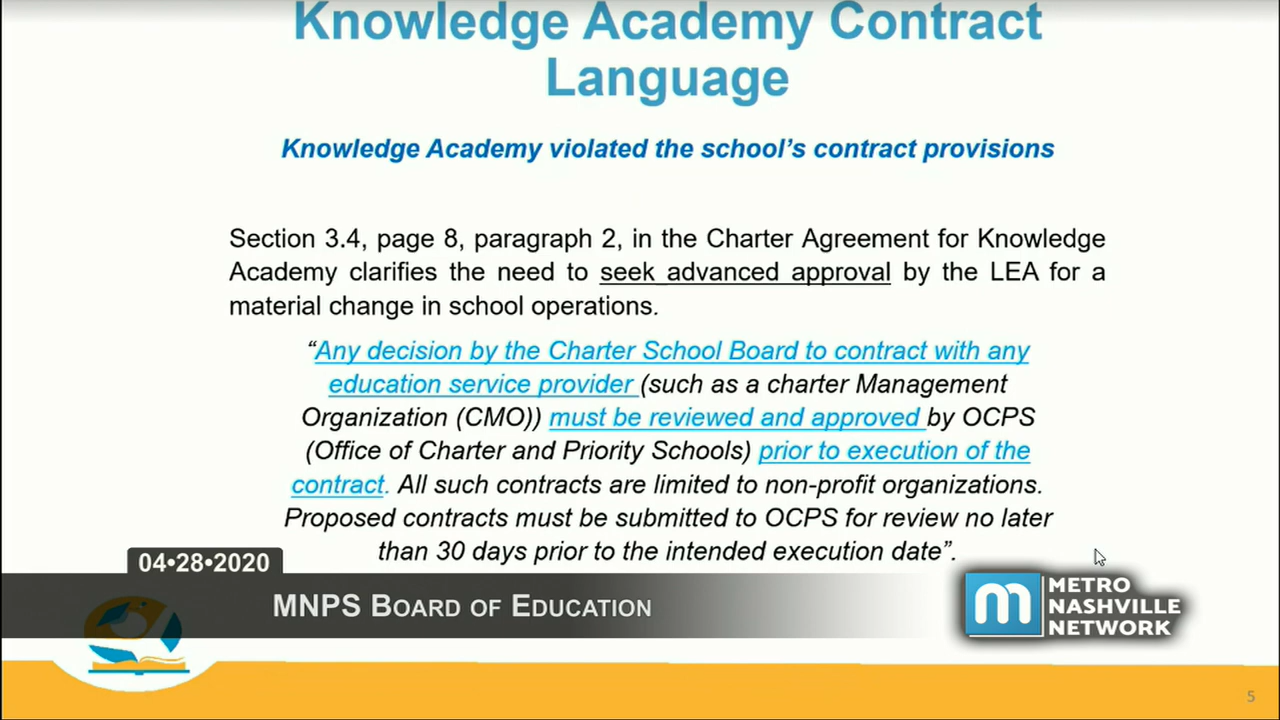 Knowledge Academy Contract
Language
Knowledge Academy violated the school's contract provisions
Section 3.4, page 8, paragraph 2, in the Charter Agreement for Knowledge
Academy clarifies the need to seek advanced approval by the LEA for a
material change in school operations.
“Any decision by the Charter School Board to contract with any
education service provider (such as a charter Management
Organization (CMO)) must be reviewed and approved by OCPS
(Office of Charter and Priority Schools) prior to execution of the
contract. All such contracts are limited to non-profit organizations.
Proposed contracts must be submitted to OCPS for review no later
than 30 days prior to the intended execution date”.
04•28•2020
MNPS BOARD OF EDUCATION
m METRO
NASHVILLE
NETWORK
5